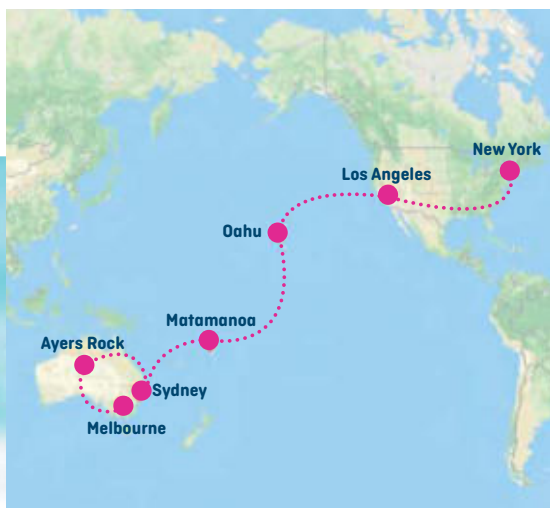 New York
Los Angeles
Oahu
Matamanoa
Ayers Rock
Sydney
Melbourne